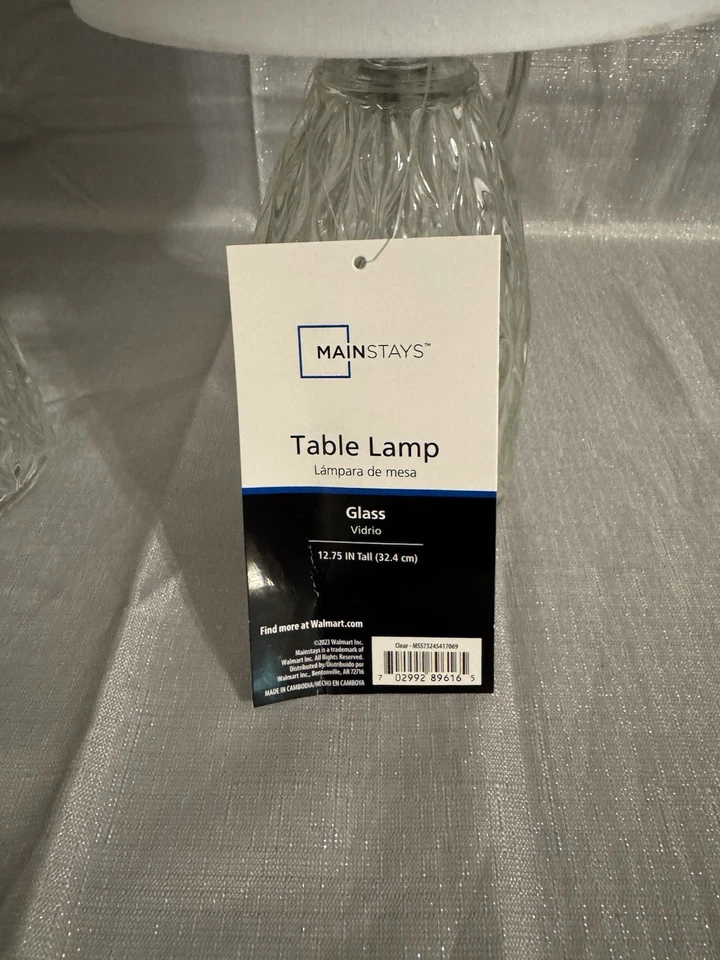 MAINSTAYS™
Table Lamp
Lámpara de mesa
Glass
Vidrio
12.75 IN Tall (32.4 cm)
Find more at Walmart.com
©2023 Walmart Inc.
Mainstays is a trademark of
Walmart Inc. All Rights Reserved.
Distributed by/Distribuido por
Walmart Inc., Bentonville, AR 72716
MADE IN CAMBODIA/HECHO EN CAMBOYA
Clear - MS573245417069
7 02992 89616 5